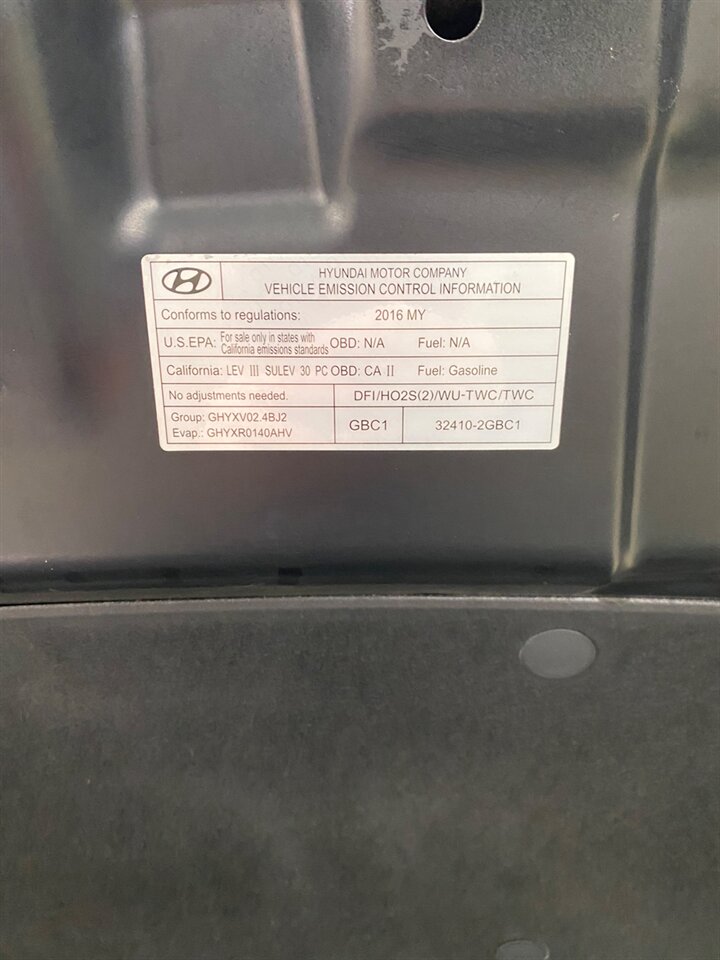 HYUNDAI MOTOR COMPANY
VEHICLE EMISSION CONTROL INFORMATION
Conforms to regulations: 2016 MY
U.S.EPA: For sale only in states with California emissions standards OBD: N/A Fuel: N/A
California: LEV III SULEV 30 PC OBD: CA II Fuel: Gasoline
No adjustments needed. DFI/HO2S(2)/WU-TWC/TWC
Group: GHYXV02.4BJ2
Evap.: GHYXR0140AHV
GBC1 32410-2GBC1